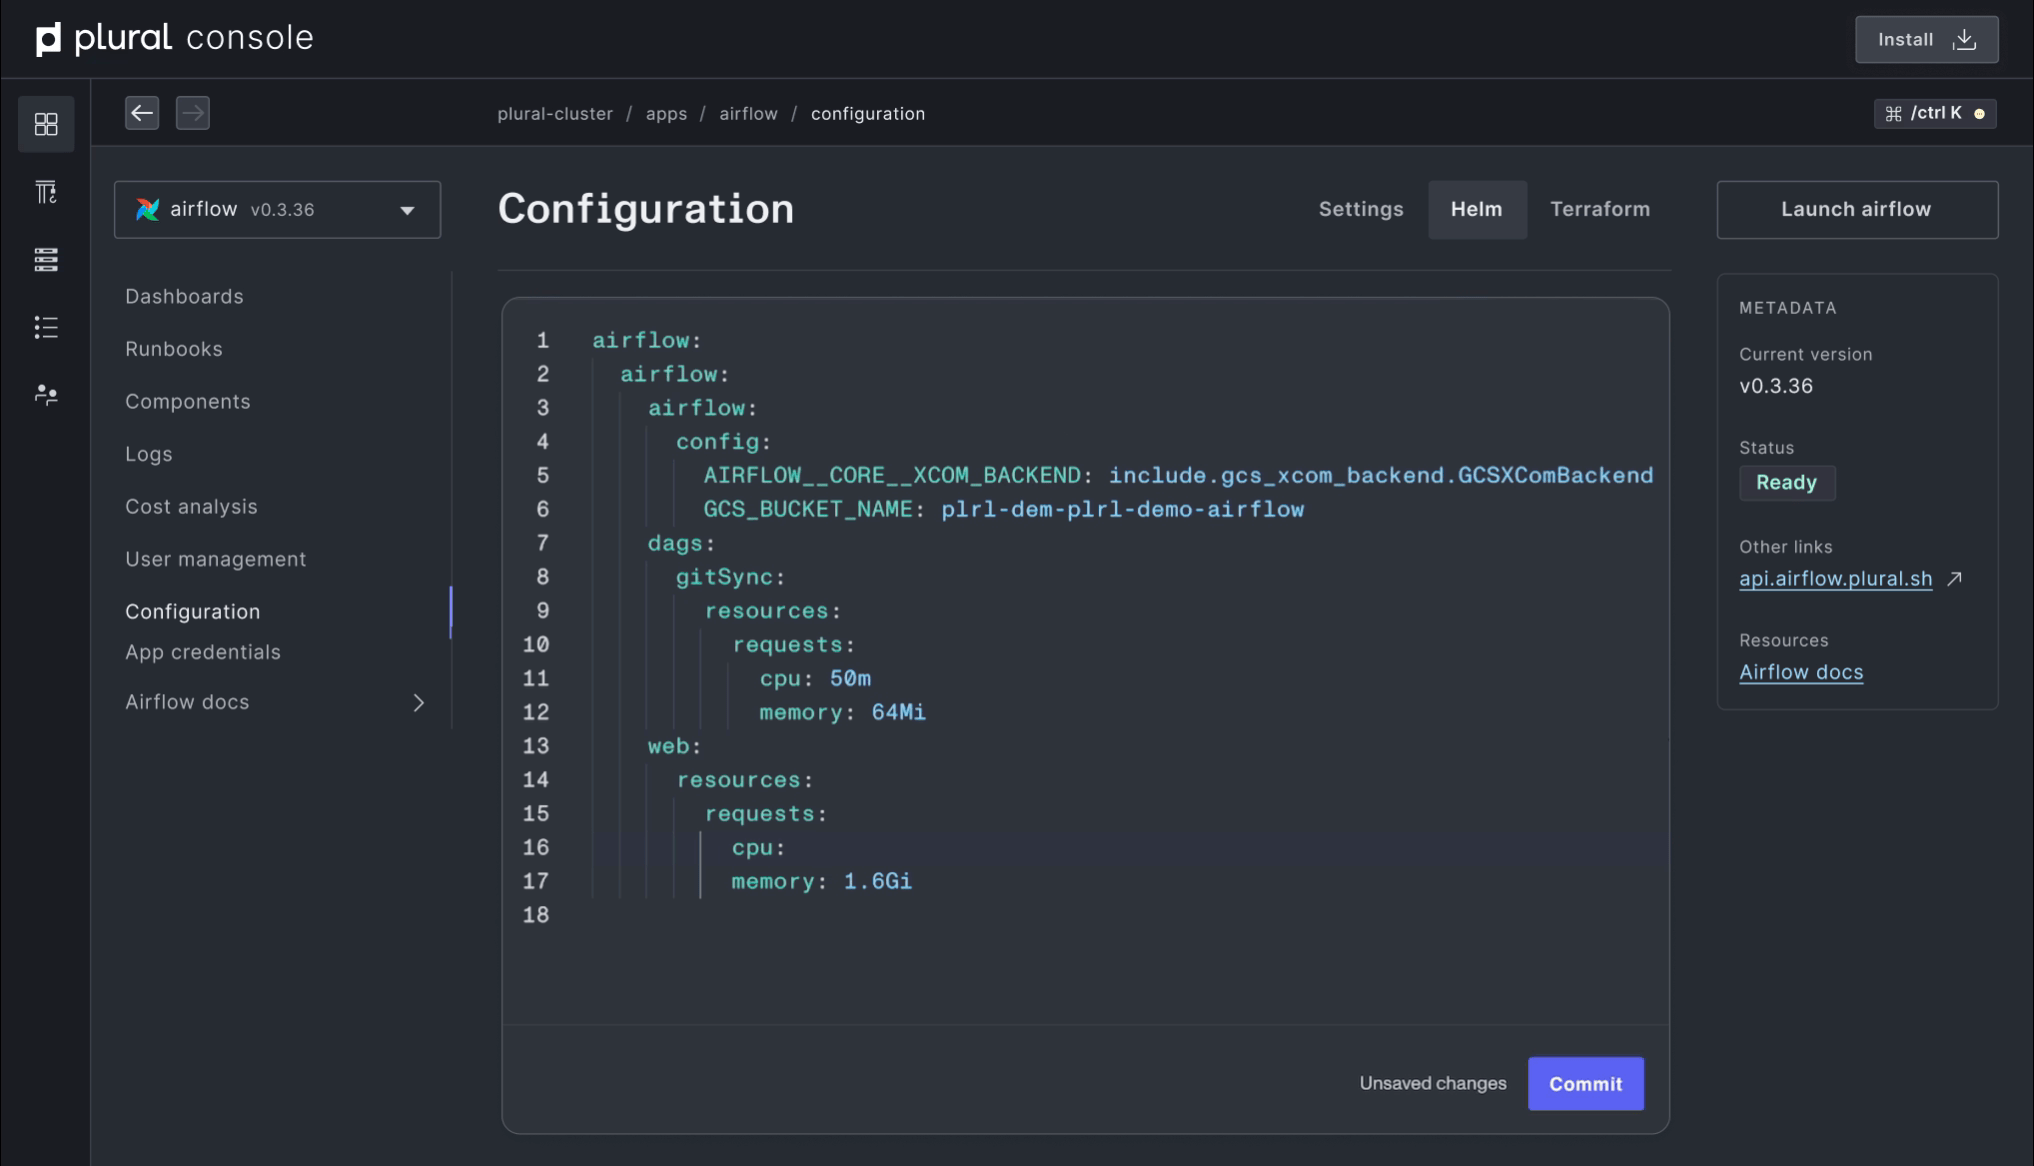 plural console
Install
plural-cluster / apps / airflow / configuration
⌘ /ctrl K
airflow v0.3.36
Configuration
Settings
Helm
Terraform
Launch airflow
Dashboards
Runbooks
Components
Logs
Cost analysis
User management
Configuration
App credentials
Airflow docs
1 airflow:
2   airflow:
3     airflow:
4       config:
5         AIRFLOW__CORE__XCOM_BACKEND: include.gcs_xcom_backend.GCSXComBackend
6         GCS_BUCKET_NAME: plrl-dem-plrl-demo-airflow
7     dags:
8       gitSync:
9         resources:
10           requests:
11             cpu: 50m
12             memory: 64Mi
13     web:
14       resources:
15         requests:
16           cpu:
17           memory: 1.6Gi
18
Unsaved changes
Commit
METADATA
Current version
v0.3.36
Status
Ready
Other links
api.airflow.plural.sh
Resources
Airflow docs